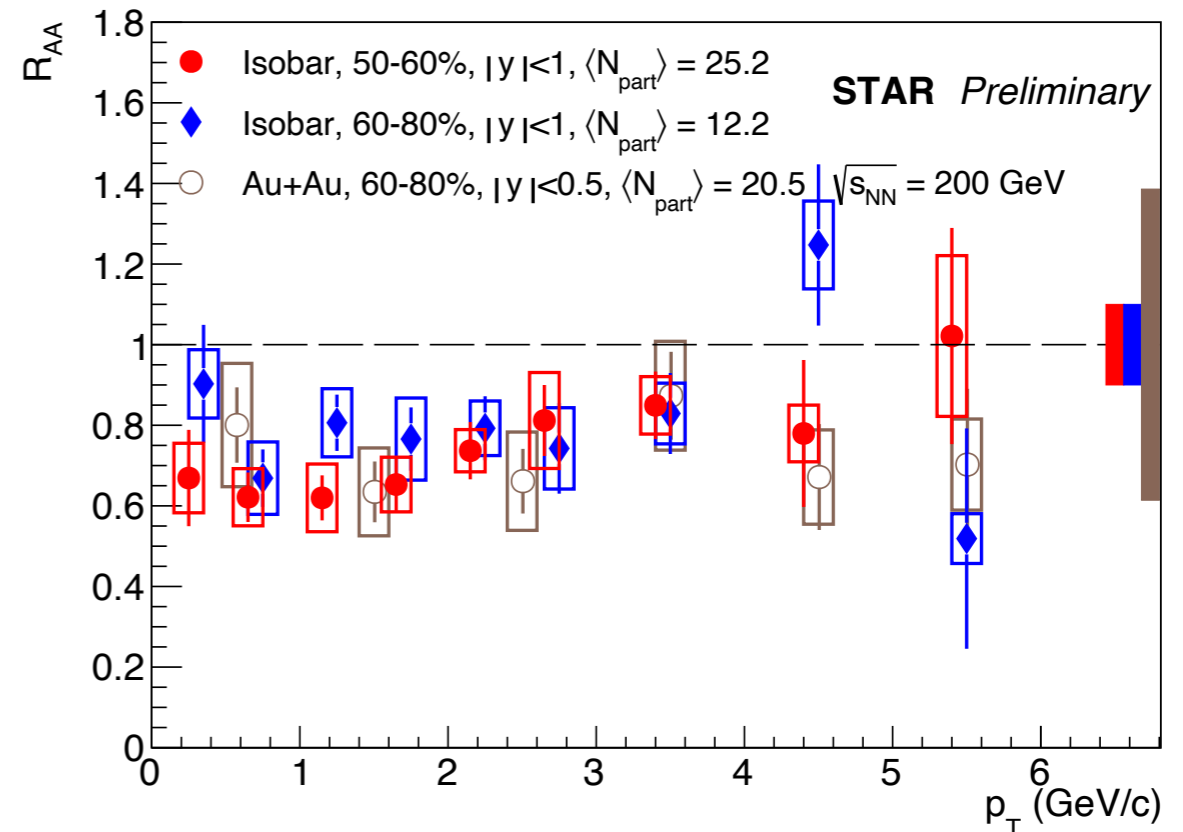 R_AA
1.8
1.6
1.4
1.2
1
0.8
0.6
0.4
0.2
0
Isobar, 50-60%, |y|<1, ⟨N_part⟩ = 25.2
STAR Preliminary
Isobar, 60-80%, |y|<1, ⟨N_part⟩ = 12.2
Au+Au, 60-80%, |y|<0.5, ⟨N_part⟩ = 20.5 √s_NN = 200 GeV
0 1 2 3 4 5 6
p_T (GeV/c)